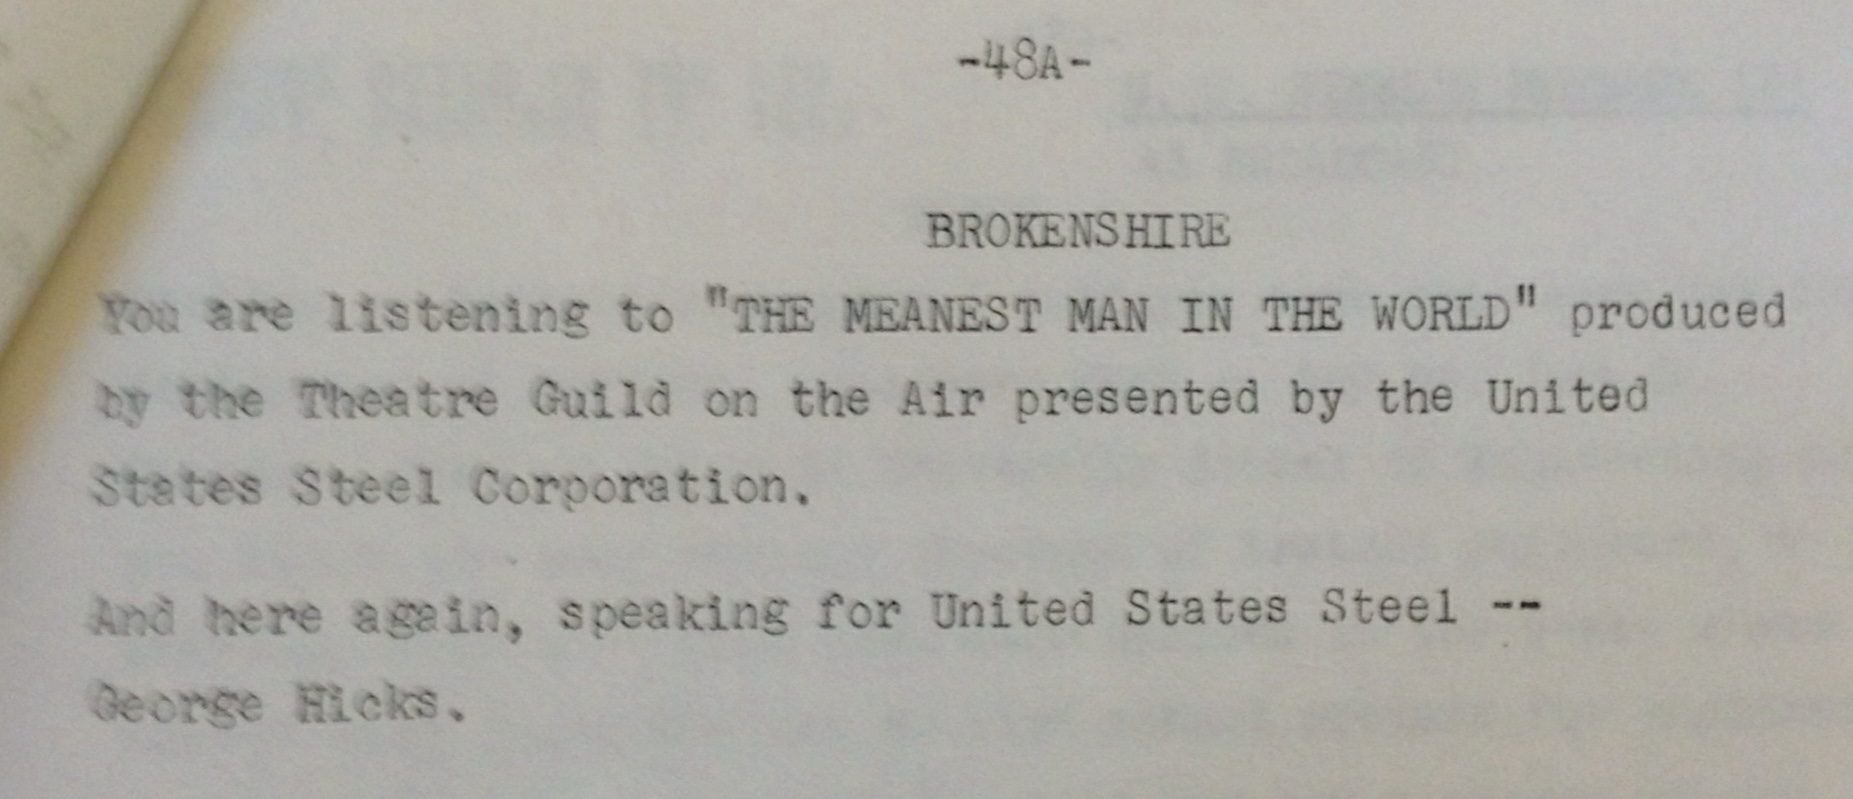 -48A-
BROKENSHIRE
You are listening to "THE MEANEST MAN IN THE WORLD" produced
by the Theatre Guild on the Air presented by the United
States Steel Corporation.
And here again, speaking for United States Steel --
George Hicks.